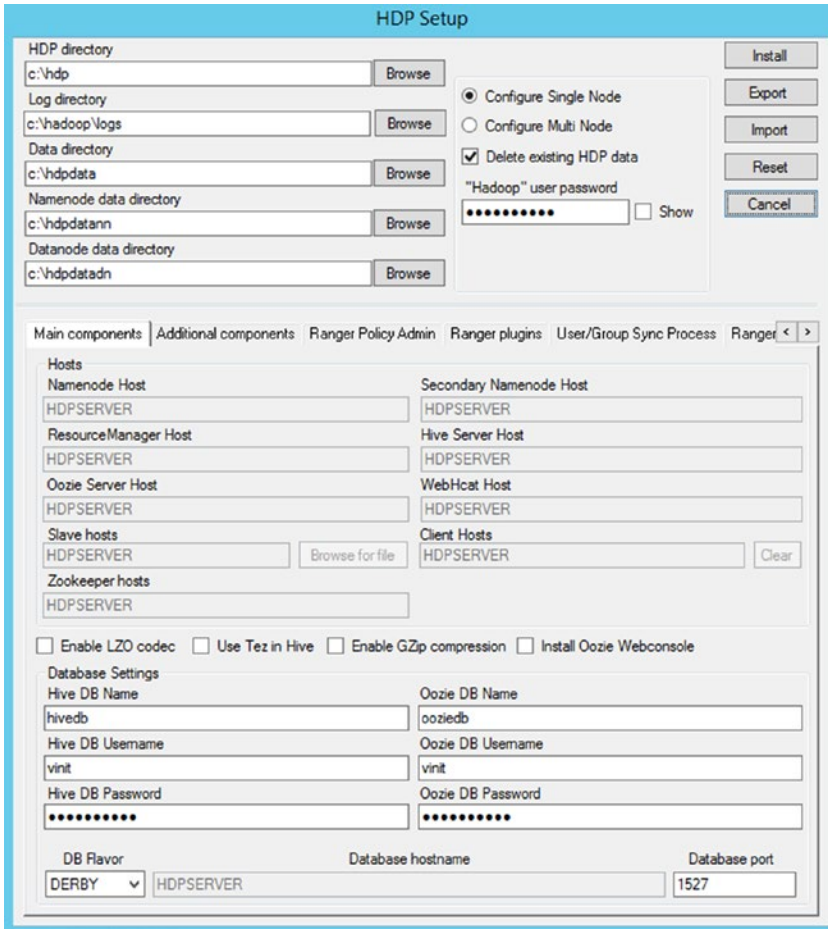 HDP Setup
HDP directory
c:\hdp
Browse
Log directory
c:\hadoop\logs
Browse
Data directory
c:\hdpdata
Browse
Namenode data directory
c:\hdpdatann
Browse
Datanode data directory
c:\hdpdatadn
Browse
Configure Single Node
Configure Multi Node
Delete existing HDP data
"Hadoop" user password
●●●●●●●●●●
Show
Install
Export
Import
Reset
Cancel
Main components Additional components Ranger Policy Admin Ranger plugins User/Group Sync Process Ranger < >
Hosts
Namenode Host Secondary Namenode Host
HDPSERVER HDPSERVER
ResourceManager Host Hive Server Host
HDPSERVER HDPSERVER
Oozie Server Host WebHcat Host
HDPSERVER HDPSERVER
Slave hosts Client Hosts
HDPSERVER Browse for file HDPSERVER Clear
Zookeeper hosts
HDPSERVER
Enable LZO codec Use Tez in Hive Enable GZip compression Install Oozie Webconsole
Database Settings
Hive DB Name Oozie DB Name
hivedb ooziedb
Hive DB Username Oozie DB Username
vinit vinit
Hive DB Password Oozie DB Password
●●●●●●●●●● ●●●●●●●●●●
DB Flavor Database hostname Database port
DERBY HDPSERVER 1527